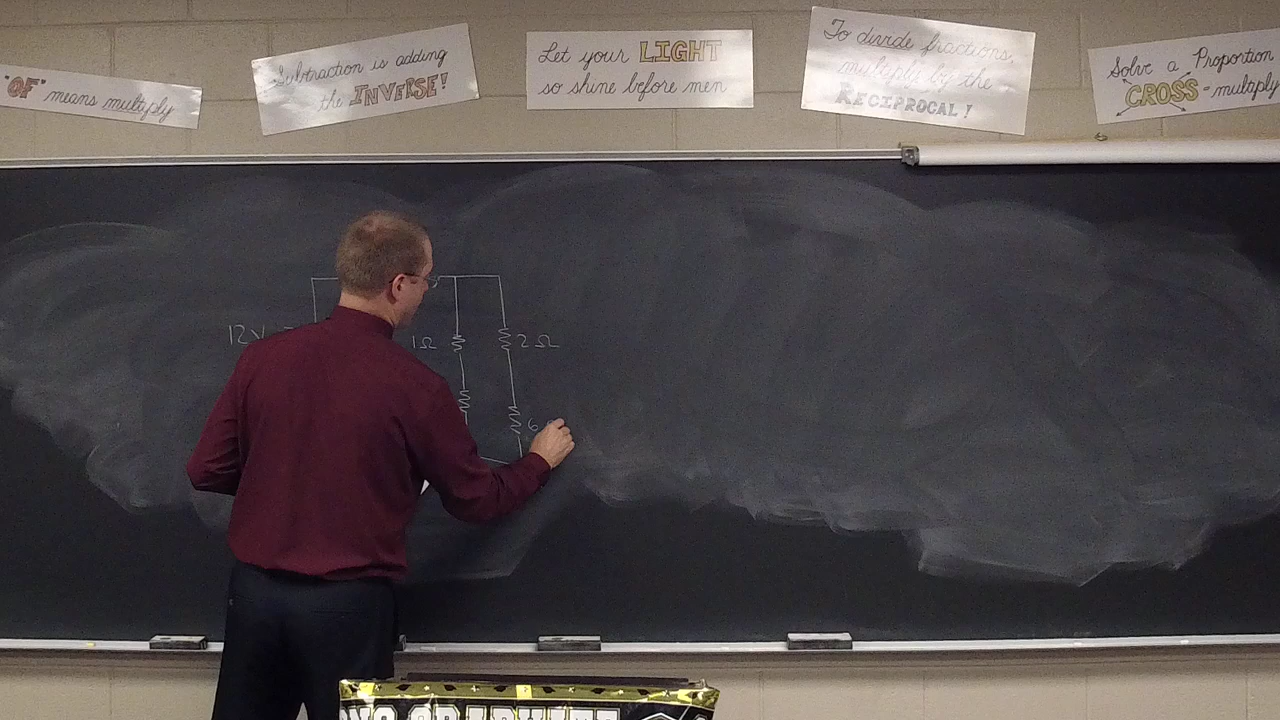 "OF" means multiply
Subtraction is adding
the INVERSE!
Let your LIGHT
so shine before men
To divide fractions,
multiply by the
RECIPROCAL!
Solve a Proportion
CROSS-multiply
12V
1Ω
2Ω
6
GRADUATE